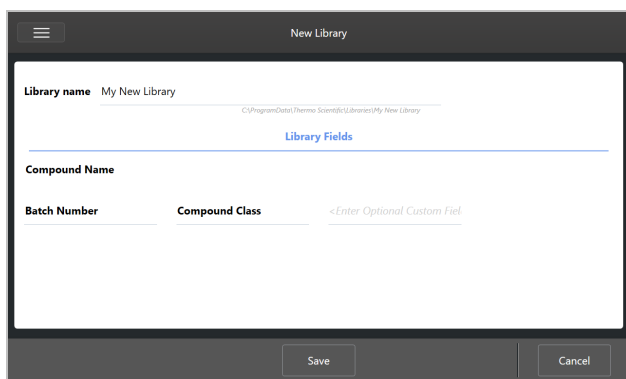 New Library
Library name My New Library
C:\ProgramData\Thermo Scientific\Libraries\My New Library
Library Fields
Compound Name
Batch Number Compound Class <Enter Optional Custom Fiel
Save Cancel